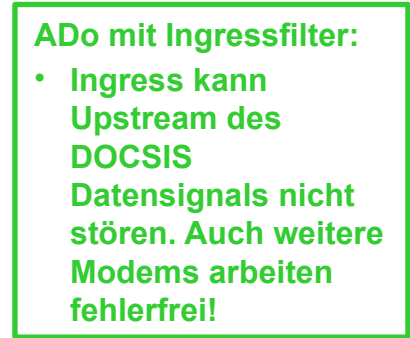 ADo mit Ingressfilter:
• Ingress kann
Upstream des
DOCSIS
Datensignals nicht
stören. Auch weitere
Modems arbeiten
fehlerfrei!